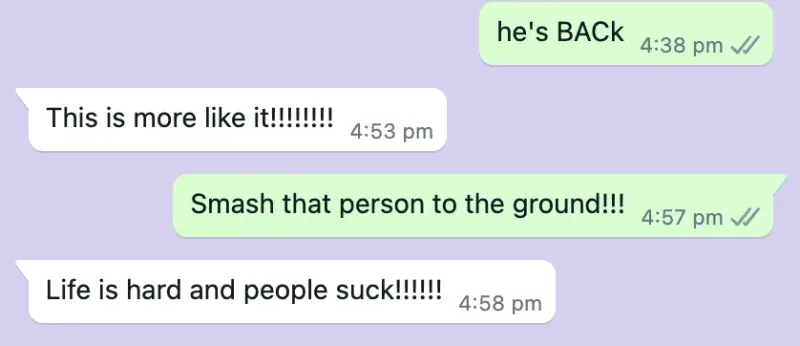 he's BACk 4:38 pm
This is more like it!!!!!!!! 4:53 pm
Smash that person to the ground!!! 4:57 pm
Life is hard and people suck!!!!!! 4:58 pm